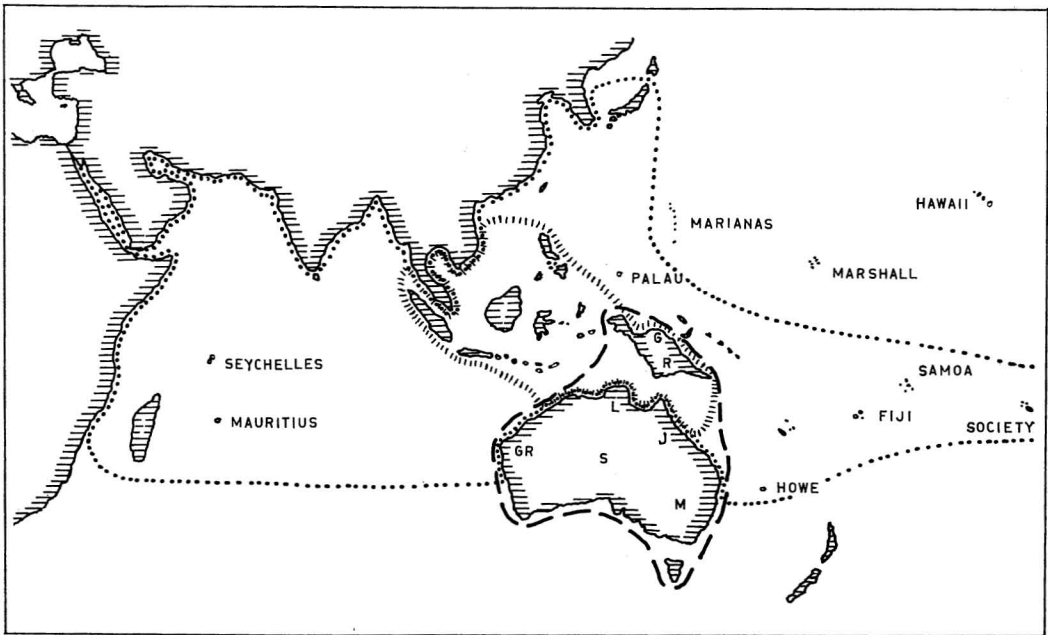 HAWAII
MARIANAS
MARSHALL
PALAU
G
R
SEYCHELLES
SAMOA
L
FIJI
MAURITIUS
SOCIETY
J
GR
S
HOWE
M